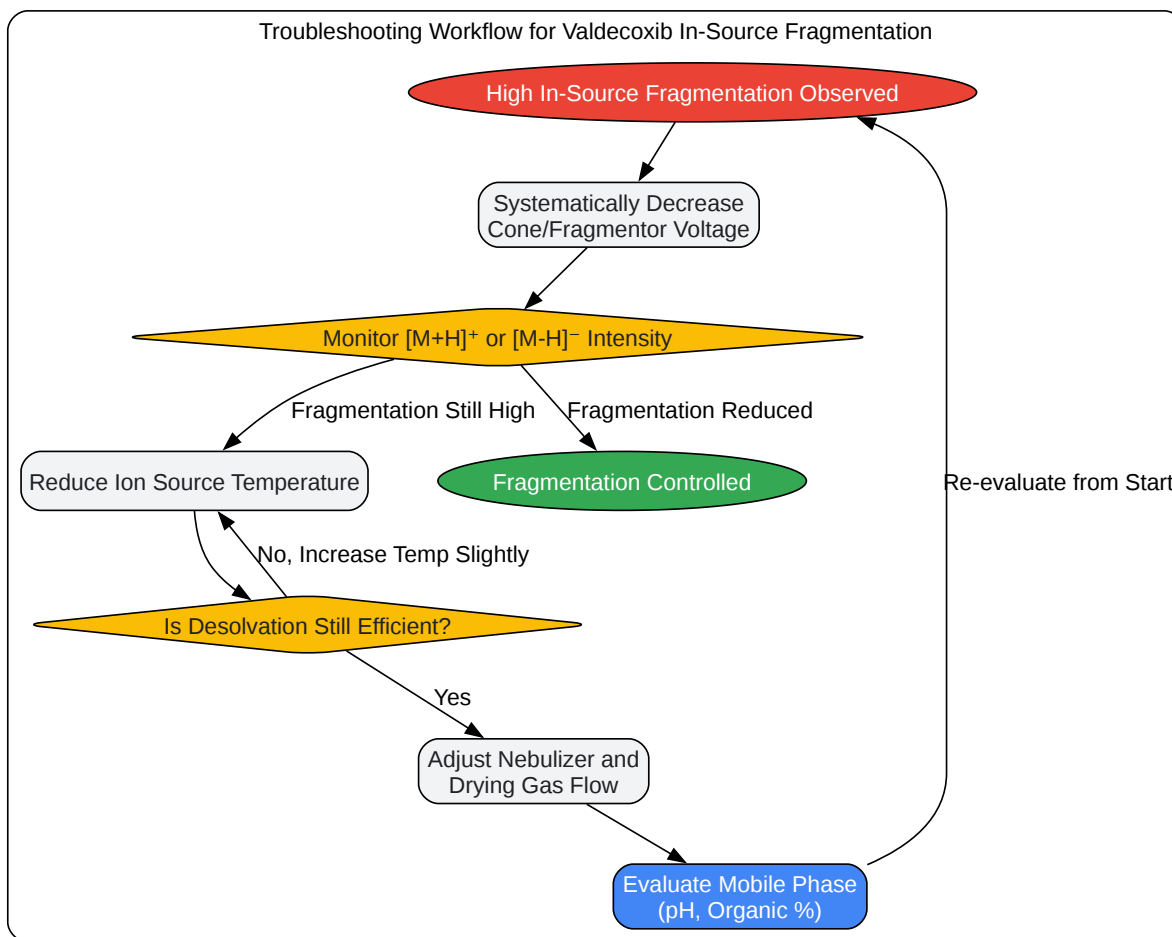 Troubleshooting Workflow for Valdecoxib In-Source Fragmentation
High In-Source Fragmentation Observed
Systematically Decrease
Cone/Fragmentor Voltage
Monitor [M+H]⁺ or [M-H]⁻ Intensity
Fragmentation Still High
Fragmentation Reduced
Reduce Ion Source Temperature
Fragmentation Controlled
Re-evaluate from Start
No, Increase Temp Slightly
Is Desolvation Still Efficient?
Yes
Adjust Nebulizer and
Drying Gas Flow
Evaluate Mobile Phase
(pH, Organic %)